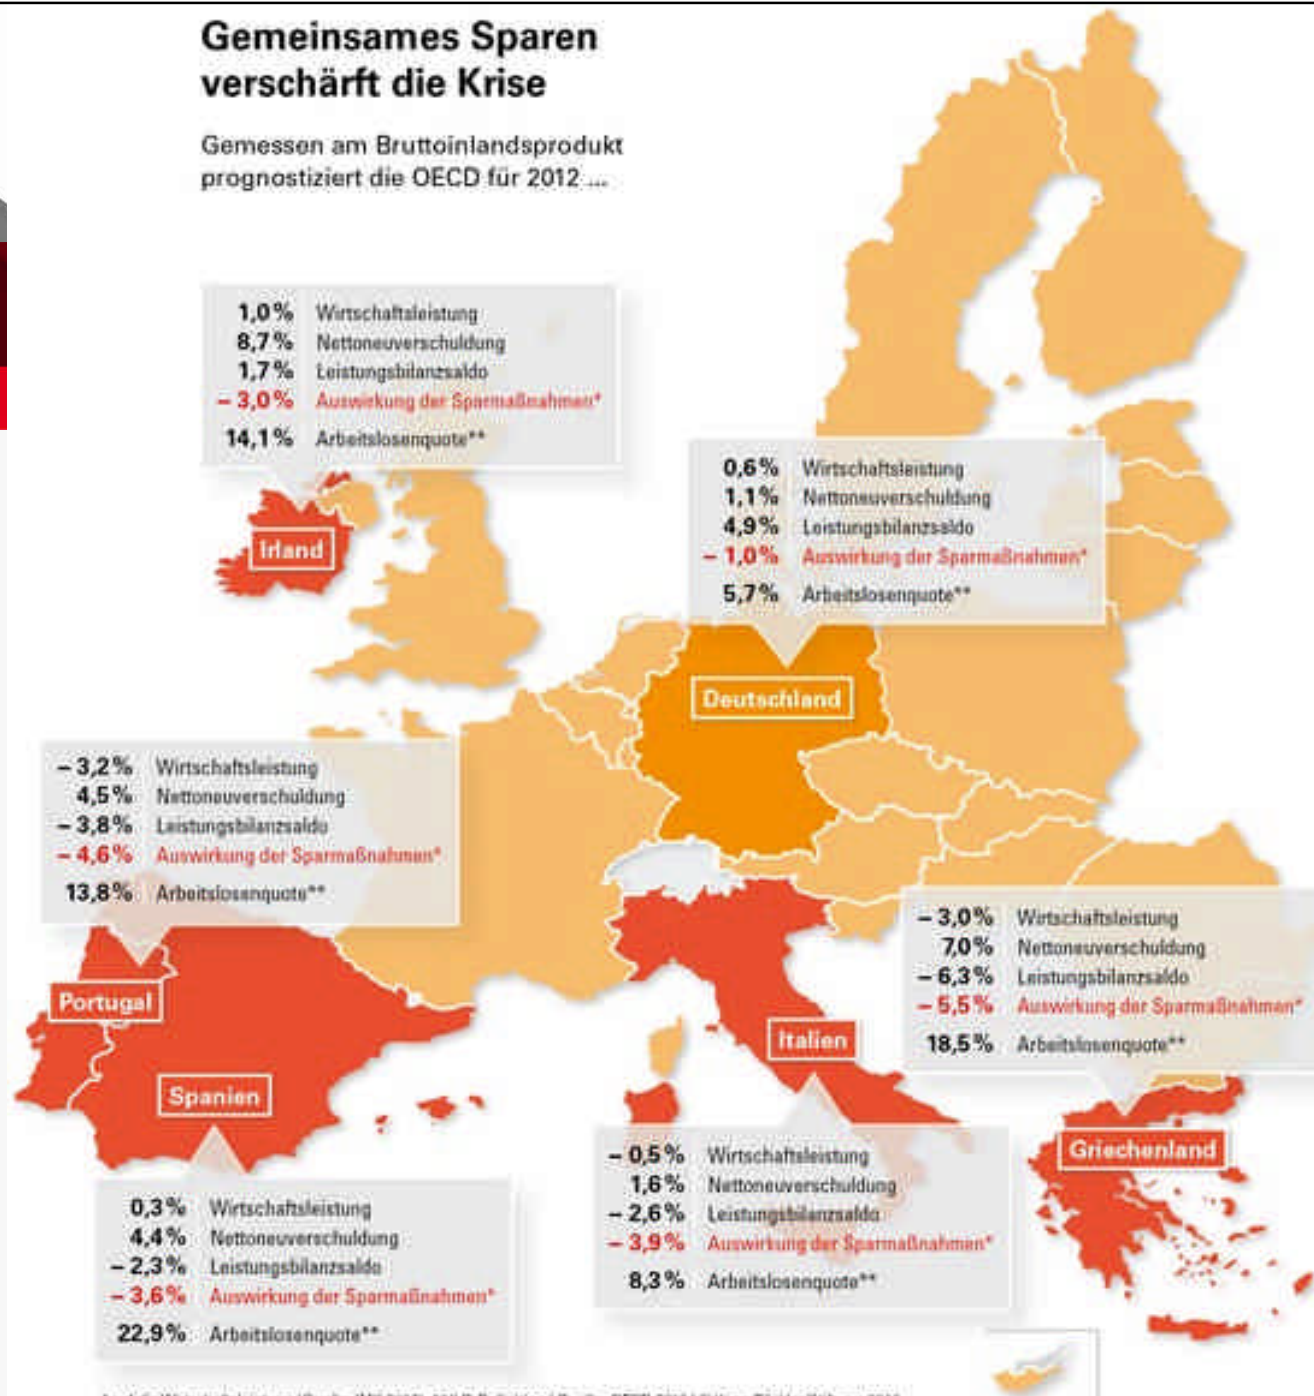 Gemeinsames Sparen
verschärft die Krise
Gemessen am Bruttoinlandsprodukt
prognostiziert die OECD für 2012 ...
1,0% Wirtschaftsleistung
8,7% Nettoneuverschuldung
1,7% Leistungsbilanzsaldo
– 3,0% Auswirkung der Sparmaßnahmen*
14,1% Arbeitslosenquote**
Irland
0,6% Wirtschaftsleistung
1,1% Nettoneuverschuldung
4,9% Leistungsbilanzsaldo
– 1,0% Auswirkung der Sparmaßnahmen*
5,7% Arbeitslosenquote**
Deutschland
– 3,2% Wirtschaftsleistung
4,5% Nettoneuverschuldung
– 3,8% Leistungsbilanzsaldo
– 4,6% Auswirkung der Sparmaßnahmen*
13,8% Arbeitslosenquote**
Portugal
– 3,0% Wirtschaftsleistung
7,0% Nettoneuverschuldung
– 6,3% Leistungsbilanzsaldo
– 5,5% Auswirkung der Sparmaßnahmen*
18,5% Arbeitslosenquote**
Griechenland
Spanien
0,3% Wirtschaftsleistung
4,4% Nettoneuverschuldung
– 2,3% Leistungsbilanzsaldo
– 3,6% Auswirkung der Sparmaßnahmen*
22,9% Arbeitslosenquote**
Italien
– 0,5% Wirtschaftsleistung
1,6% Nettoneuverschuldung
– 2,6% Leistungsbilanzsaldo
– 3,9% Auswirkung der Sparmaßnahmen*
8,3% Arbeitslosenquote**